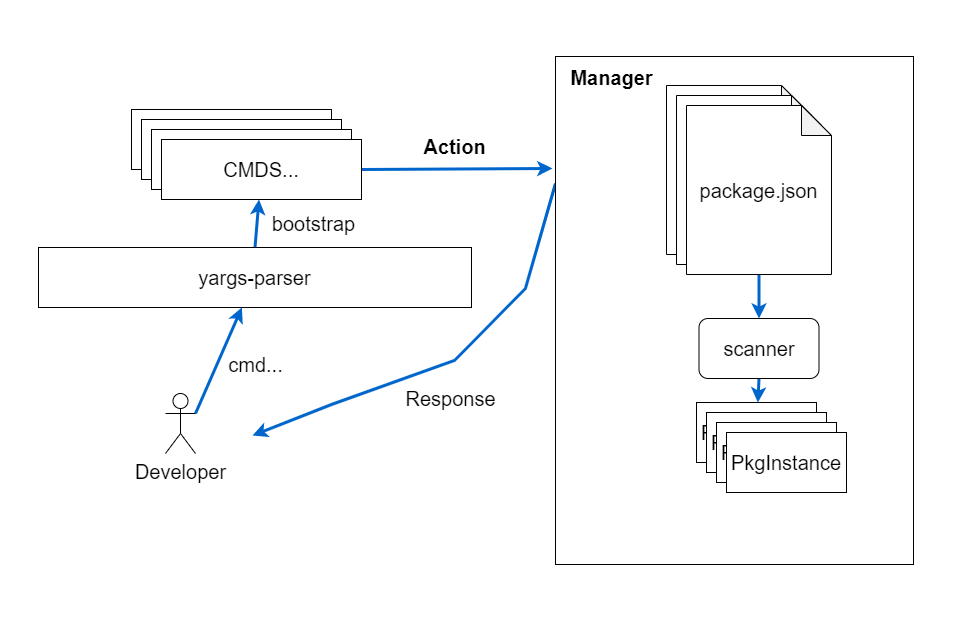 Manager
Action
CMDS...
package.json
bootstrap
yargs-parser
scanner
cmd...
Response
PkgInstance
Developer